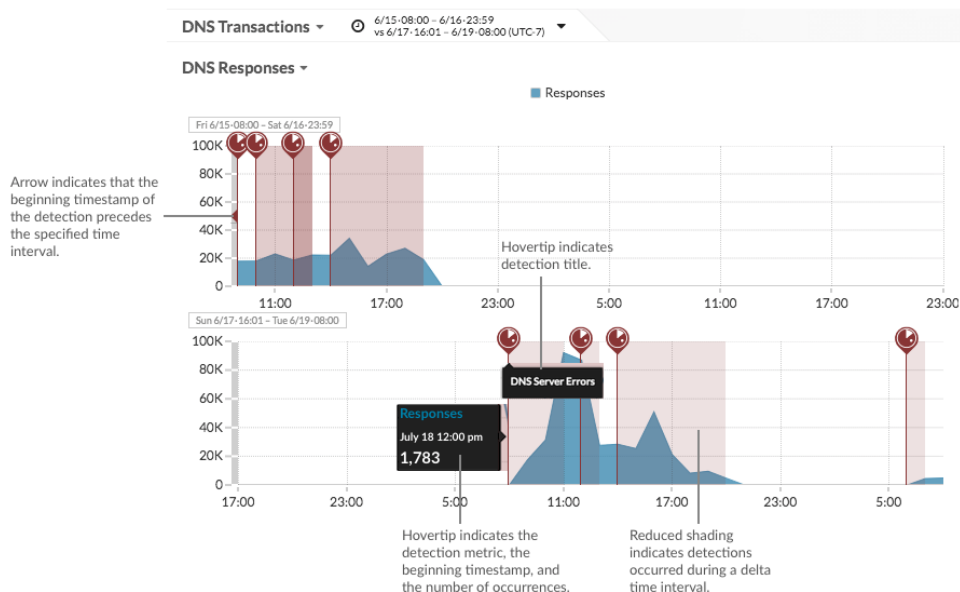 DNS Transactions
6/15·08:00 – 6/16·23:59
vs 6/17·16:01 – 6/19·08:00 (UTC-7)
DNS Responses
Responses
Fri 6/15·08:00 – Sat 6/16·23:59
100K
80K
60K
40K
20K
0
11:00 17:00 23:00 5:00 11:00 17:00 23:00
Arrow indicates that the
beginning timestamp of
the detection precedes
the specified time
interval.
Hovertip indicates
detection title.
Sun 6/17·16:01 – Tue 6/19·08:00
100K
80K
60K
40K
20K
0
DNS Server Errors
Responses
July 18 12:00 pm
1,783
17:00 23:00 5:00 11:00 17:00 23:00 5:00
Hovertip indicates the
detection metric, the
beginning timestamp, and
the number of occurrences.
Reduced shading
indicates detections
occurred during a delta
time interval.